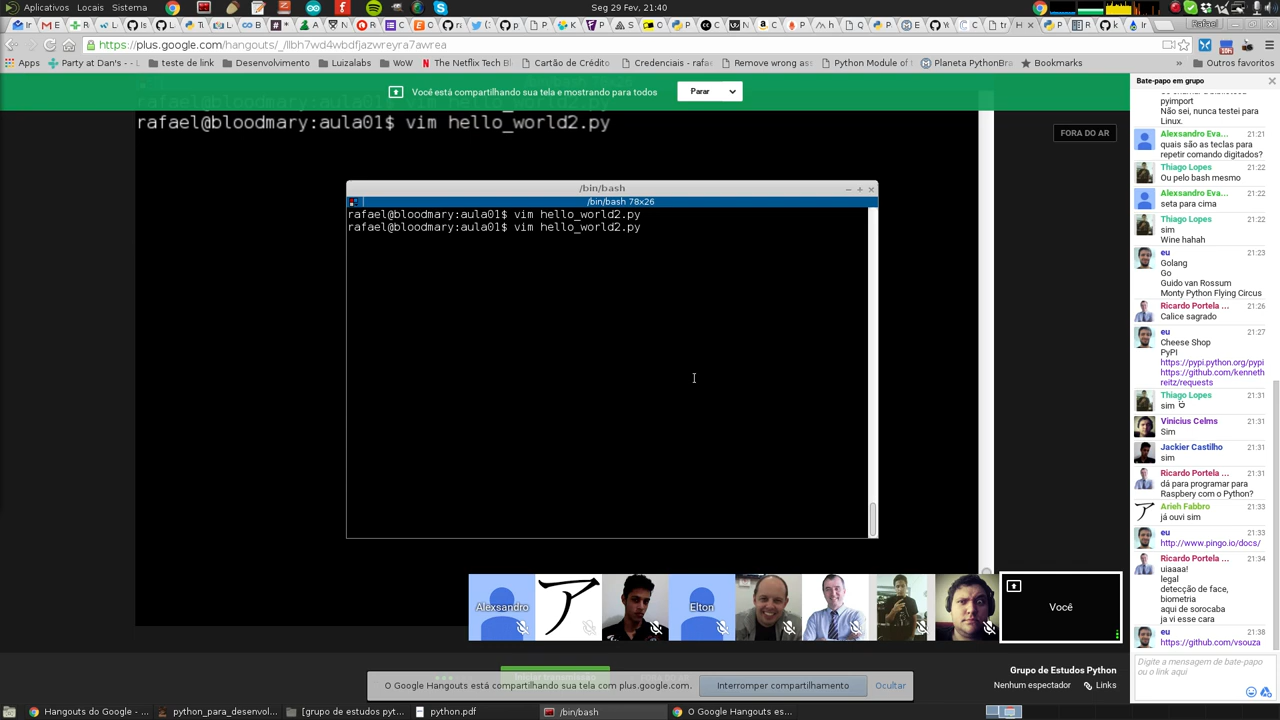 Aplicativos Locais Sistema
Seg 29 Fev, 21:40
Rafael
https://plus.google.com/hangouts/_/llbh7wd4wbdfjazwreyra7awrea
Apps Party at Dan's - ... teste de link Desenvolvimento Luizalabs WoW The Netflix Tech Bl Cartão de Crédito Credenciais - rafae Remove wrong ass Python Module of t Planeta PythonBra Bookmarks » Outros favoritos
Você está compartilhando sua tela e mostrando para todos
Parar
rafael@bloodmary:aula01$ vim hello_world2.py
FORA DO AR
/bin/bash
/bin/bash 78x26
rafael@bloodmary:aula01$ vim hello_world2.py
rafael@bloodmary:aula01$ vim hello_world2.py
Alexsandro
Elton
Você
O Google Hangouts está compartilhando sua tela com plus.google.com.
Interromper compartilhamento
Ocultar
Grupo de Estudos Python
Nenhum espectador
Links
Bate-papo em grupo
pyimport
Não sei, nunca testei para
Linux.
Alexsandro Eva... 21:21
quais são as teclas para
repetir comando digitados?
Thiago Lopes 21:22
Ou pelo bash mesmo
Alexsandro Eva... 21:22
seta para cima
Thiago Lopes 21:22
sim
Wine hahah
eu 21:23
Golang
Go
Guido van Rossum
Monty Python Flying Circus
Ricardo Portela ... 21:26
Calice sagrado
eu 21:27
Cheese Shop
PyPI
https://pypi.python.org/pypi
https://github.com/kenneth
reitz/requests
Thiago Lopes 21:31
sim
Vinicius Celms 21:31
Sim
Jackier Castilho 21:31
sim
Ricardo Portela ... 21:31
dá para programar para
Raspbery com o Python?
Arieh Fabbro 21:33
já ouvi sim
eu 21:33
http://www.pingo.io/docs/
Ricardo Portela ... 21:34
uiaaaa!
legal
detecção de face,
biometria
aqui de sorocaba
ja vi esse cara
eu 21:38
https://github.com/vsouza
Digite a mensagem de bate-papo
ou o link aqui
Hangouts do Google - ... python_para_desenvol... [grupo de estudos pyt... python.pdf /bin/bash O Google Hangouts es...